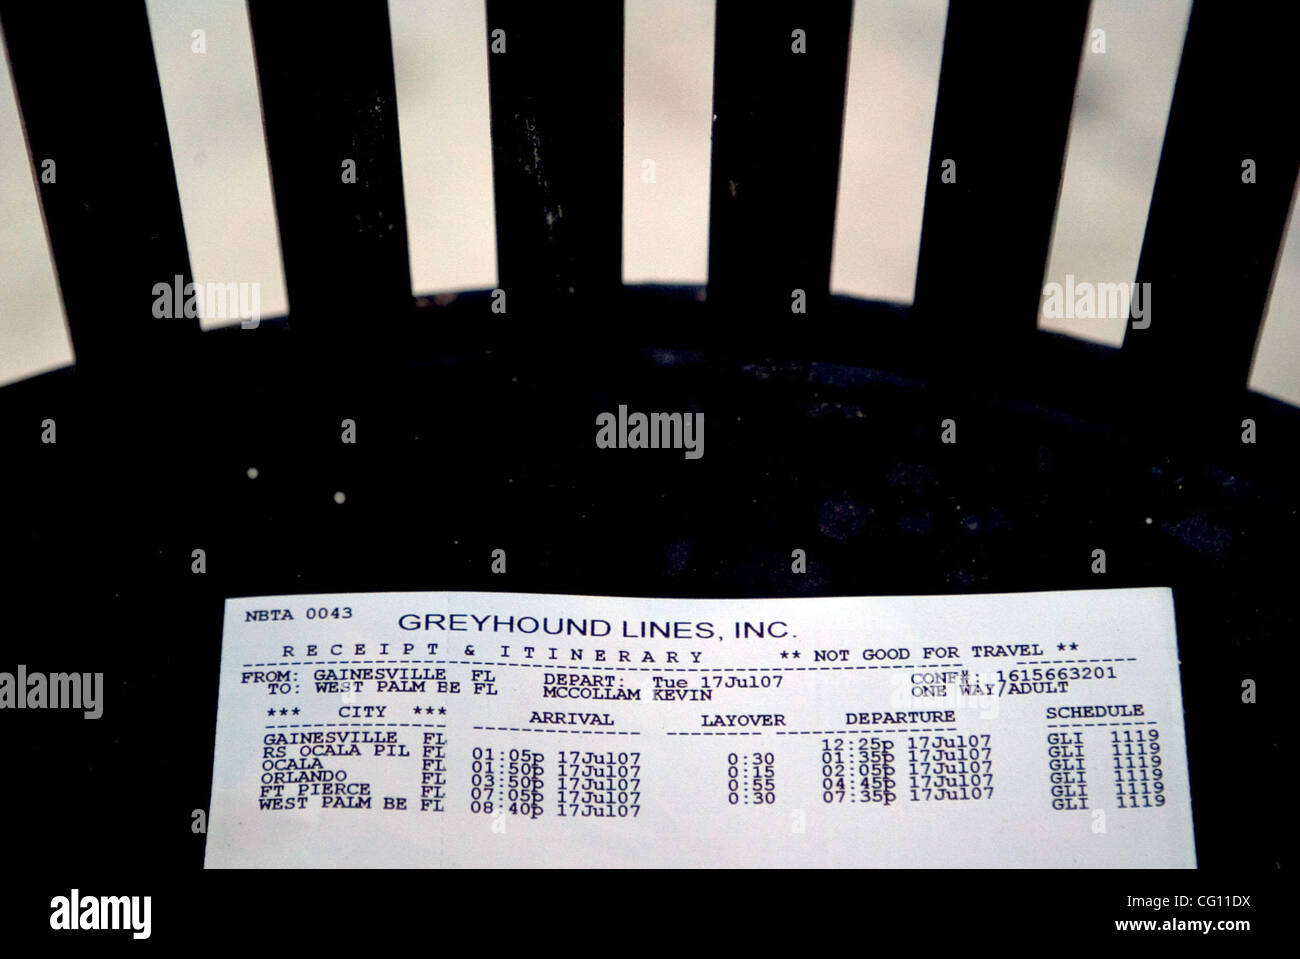 NBTA 0043
GREYHOUND LINES, INC.
RECEIPT & ITINERARY ** NOT GOOD FOR TRAVEL **
FROM: GAINESVILLE FL DEPART: Tue 17Jul07 CONF#: 1615663201
TO: WEST PALM BE FL MCCOLLAM KEVIN ONE WAY/ADULT
*** CITY *** ARRIVAL LAYOVER DEPARTURE SCHEDULE
GAINESVILLE FL 12:25p 17Jul07 GLI 1119
RS OCALA PIL FL 01:05p 17Jul07 0:30 01:35p 17Jul07 GLI 1119
OCALA FL 01:50p 17Jul07 0:15 02:05p 17Jul07 GLI 1119
ORLANDO FL 03:50p 17Jul07 0:55 04:45p 17Jul07 GLI 1119
FT PIERCE FL 07:05p 17Jul07 0:30 07:35p 17Jul07 GLI 1119
WEST PALM BE FL 08:40p 17Jul07 GLI 1119
a alamy
alamy
alamy
Image ID: CG11DX
www.alamy.com